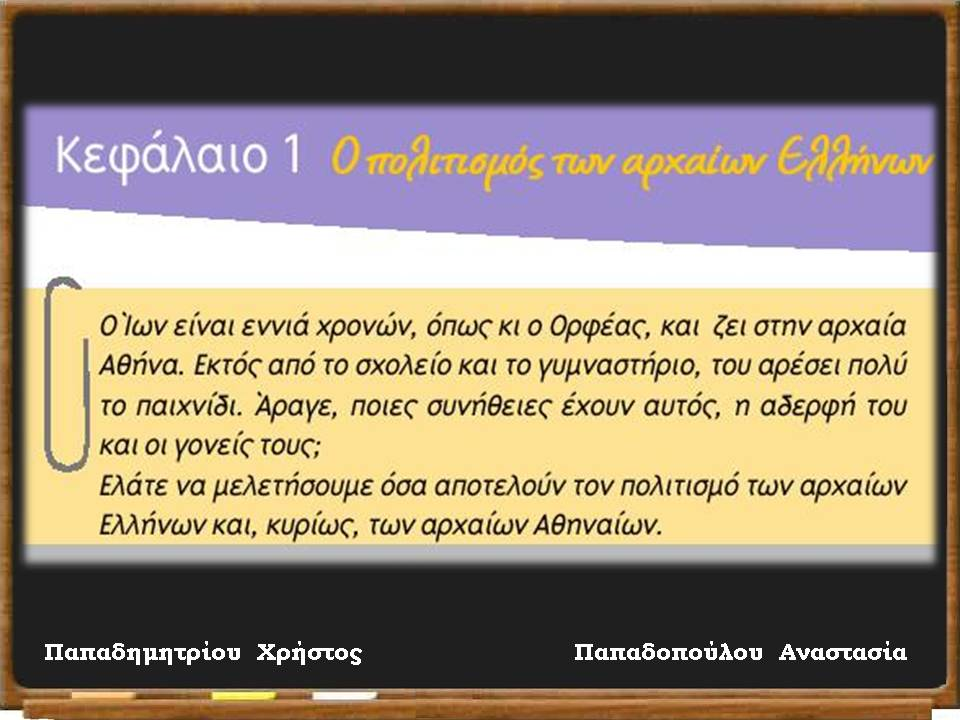 Κεφάλαιο 1 Ο πολιτισμός των αρχαίων Ελλήνων
Ο Ίων είναι εννιά χρονών, όπως κι ο Ορφέας, και ζει στην αρχαία
Αθήνα. Εκτός από το σχολείο και το γυμναστήριο, του αρέσει πολύ
το παιχνίδι. Άραγε, ποιες συνήθειες έχουν αυτός, η αδερφή του
και οι γονείς τους;
Ελάτε να μελετήσουμε όσα αποτελούν τον πολιτισμό των αρχαίων
Ελλήνων και, κυρίως, των αρχαίων Αθηναίων.
Παπαδημητρίου Χρήστος Παπαδοπούλου Αναστασία